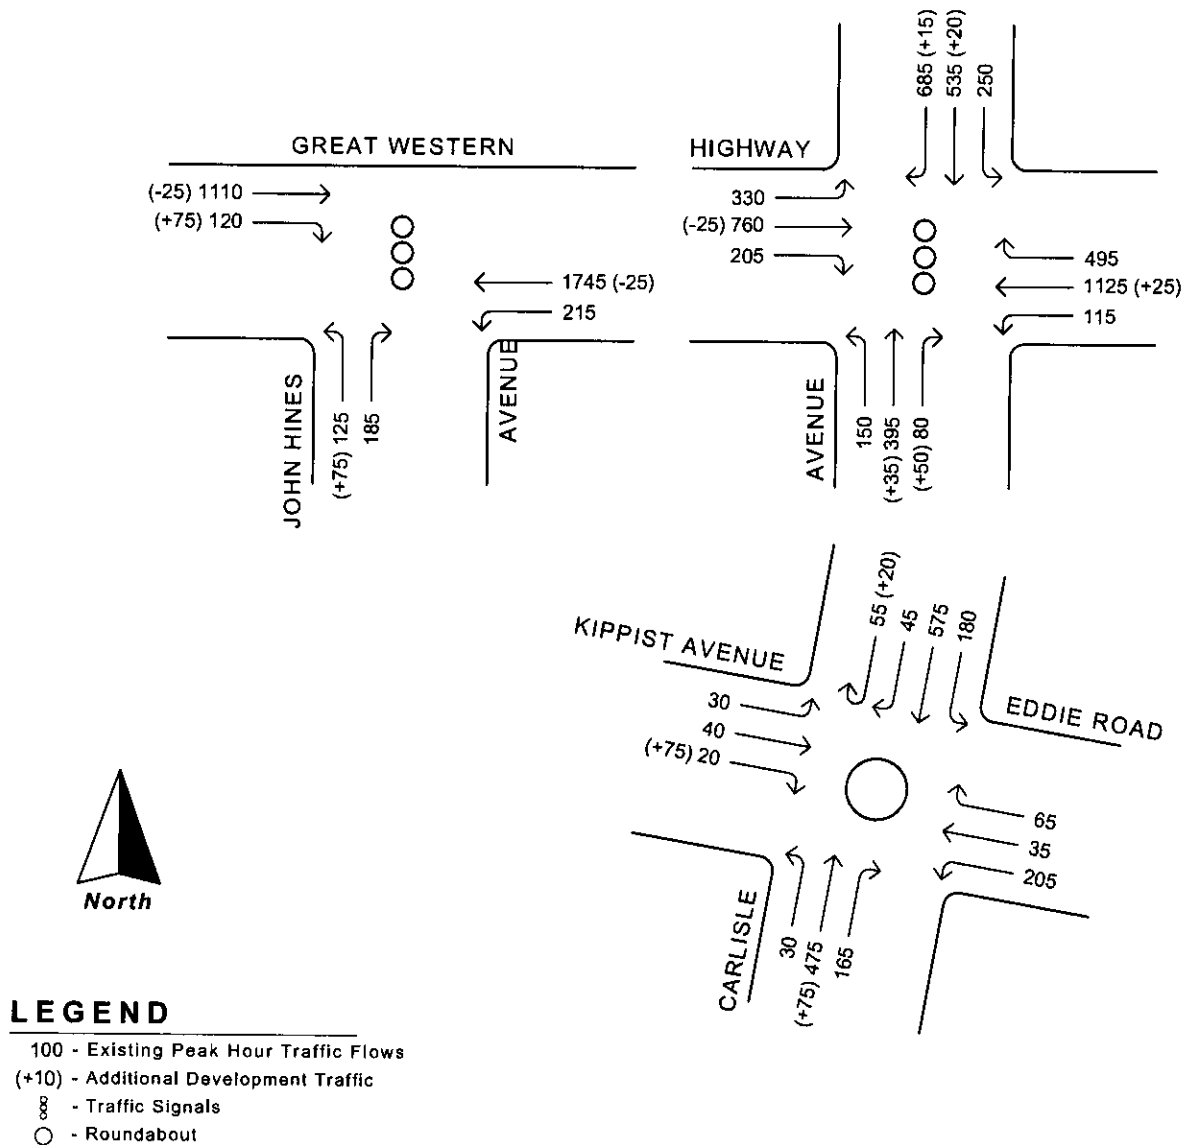 685 (+15)
535 (+20)
250
GREAT WESTERN
HIGHWAY
(-25) 1110
(+75) 120
1745 (-25)
215
330
(-25) 760
205
495
1125 (+25)
115
JOHN HINES
AVENUE
(+75) 125
185
AVENUE
150
(+35) 395
(+50) 80
55 (+20)
45
575
180
KIPPIST AVENUE
EDDIE ROAD
30
40
(+75) 20
65
35
205
CARLISLE
30
(+75) 475
165
North
LEGEND
100 - Existing Peak Hour Traffic Flows
(+10) - Additional Development Traffic
- Traffic Signals
- Roundabout